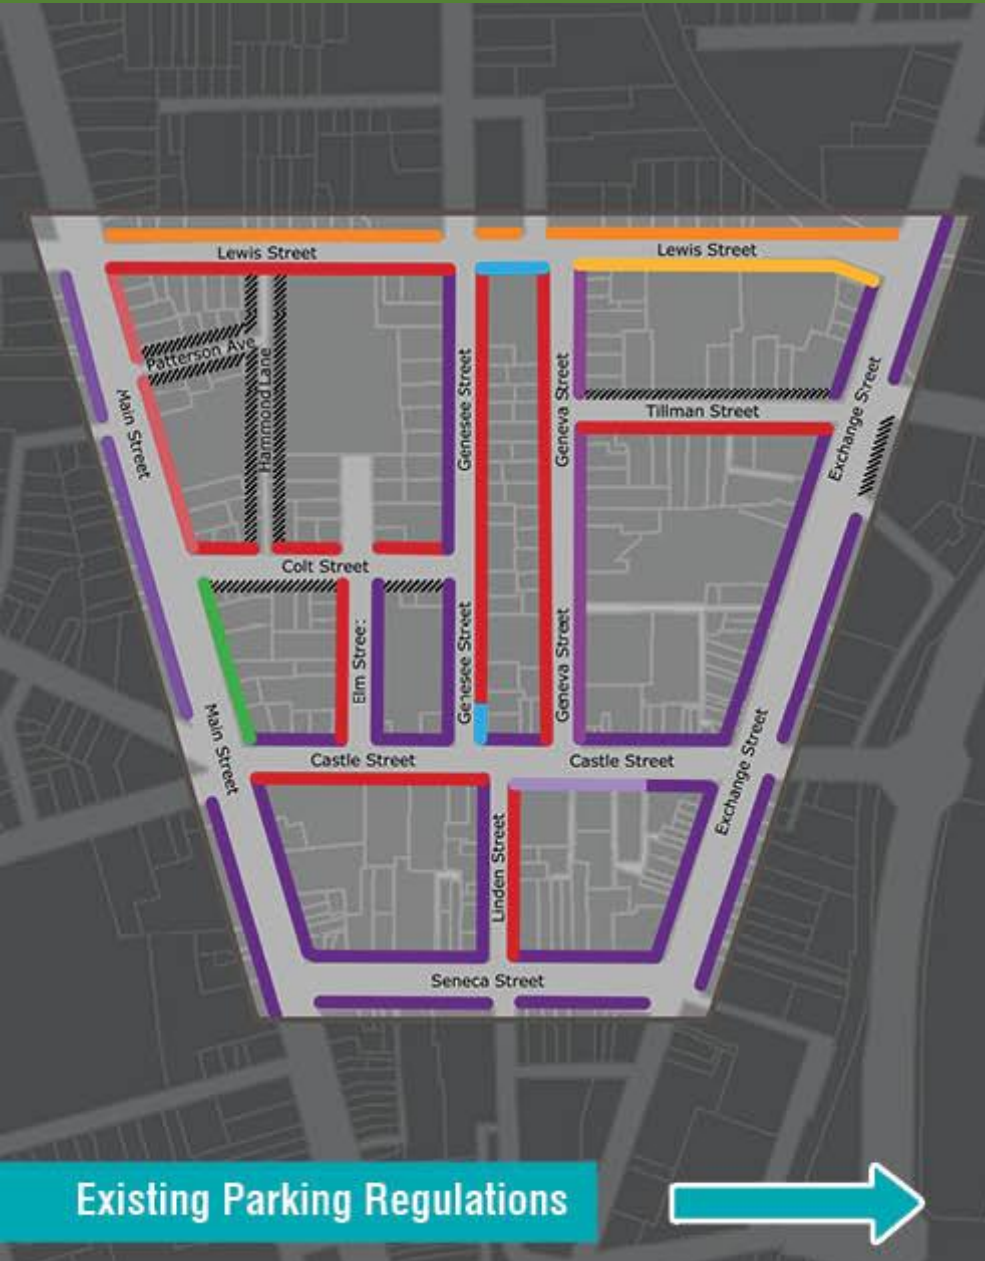 Lewis Street
Lewis Street
Patterson Ave
Hammond Lane
Main Street
Genesee Street
Geneva Street
Tillman Street
Exchange Street
Colt Street
Elm Stree:
Genesee Street
Geneva Street
Main Street
Castle Street
Castle Street
Exchange Street
Linden Street
Seneca Street
Existing Parking Regulations